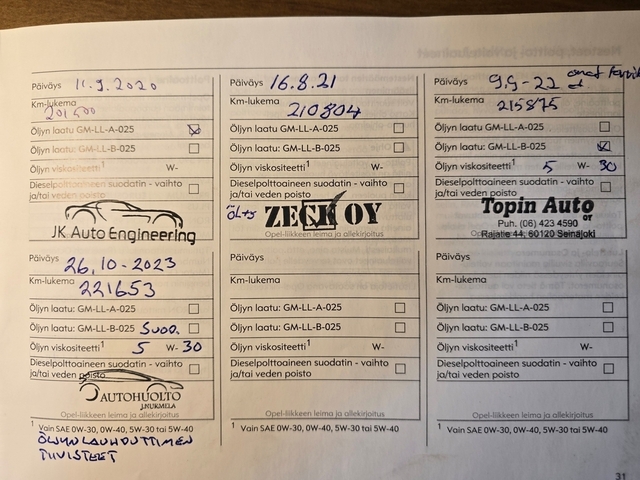 Päiväys 11.9.2020
Km-lukema
201500
Öljyn laatu GM-LL-A-025
Öljyn laatu GM-LL-B-025
Öljyn viskositeetti1 W-
Dieselpolttoaineen suodatin - vaihto
ja/tai veden poisto
JK Auto Engineering
Päiväys 16.8.21
Km-lukema
210804
Öljyn laatu GM-LL-A-025
Öljyn laatu GM-LL-B-025
Öljyn viskositeetti1 W-
Dieselpolttoaineen suodatin - vaihto
ja/tai veden poisto
ZECK OY
Opel-liikkeen leima ja allekirjoitus
Päiväys 9.9-22 omat
Km-lukema
215875
Öljyn laatu GM-LL-A-025
Öljyn laatu GM-LL-B-025
Öljyn viskositeetti1 5 W- 30
Dieselpolttoaineen suodatin - vaihto
ja/tai veden poisto
Topin Auto
Puh. (06) 423 4590
Rajatie 44, 60120 Seinäjoki
Päiväys 26.10-2023
Km-lukema
221653
Öljyn laatu: GM-LL-A-025
Öljyn laatu: GM-LL-B-025 Suod.
Öljyn viskositeetti1 5 W- 30
Dieselpolttoaineen suodatin - vaihto
ja/tai veden poisto
AUTOHUOLTO
J.NUKMELA
Opel-liikkeen leima ja allekirjoitus
1 Vain SAE 0W-30, 0W-40, 5W-30 tai 5W-40
ÖLJYNLAUHDUTTIMEN
TIIVISTEET
Päiväys
Km-lukema
Öljyn laatu: GM-LL-A-025
Öljyn laatu: GM-LL-B-025
Öljyn viskositeetti1 W-
Dieselpolttoaineen suodatin - vaihto
ja/tai veden poisto
Opel-liikkeen leima ja allekirjoitus
1 Vain SAE 0W-30, 0W-40, 5W-30 tai 5W-40
Päiväys
Km-lukema
Öljyn laatu: GM-LL-A-025
Öljyn laatu: GM-LL-B-025
Öljyn viskositeetti1 W-
Dieselpolttoaineen suodatin - vaihto
ja/tai veden poisto
Opel-liikkeen leima ja allekirjoitus
1 Vain SAE 0W-30, 0W-40, 5W-30 tai 5W-40
31